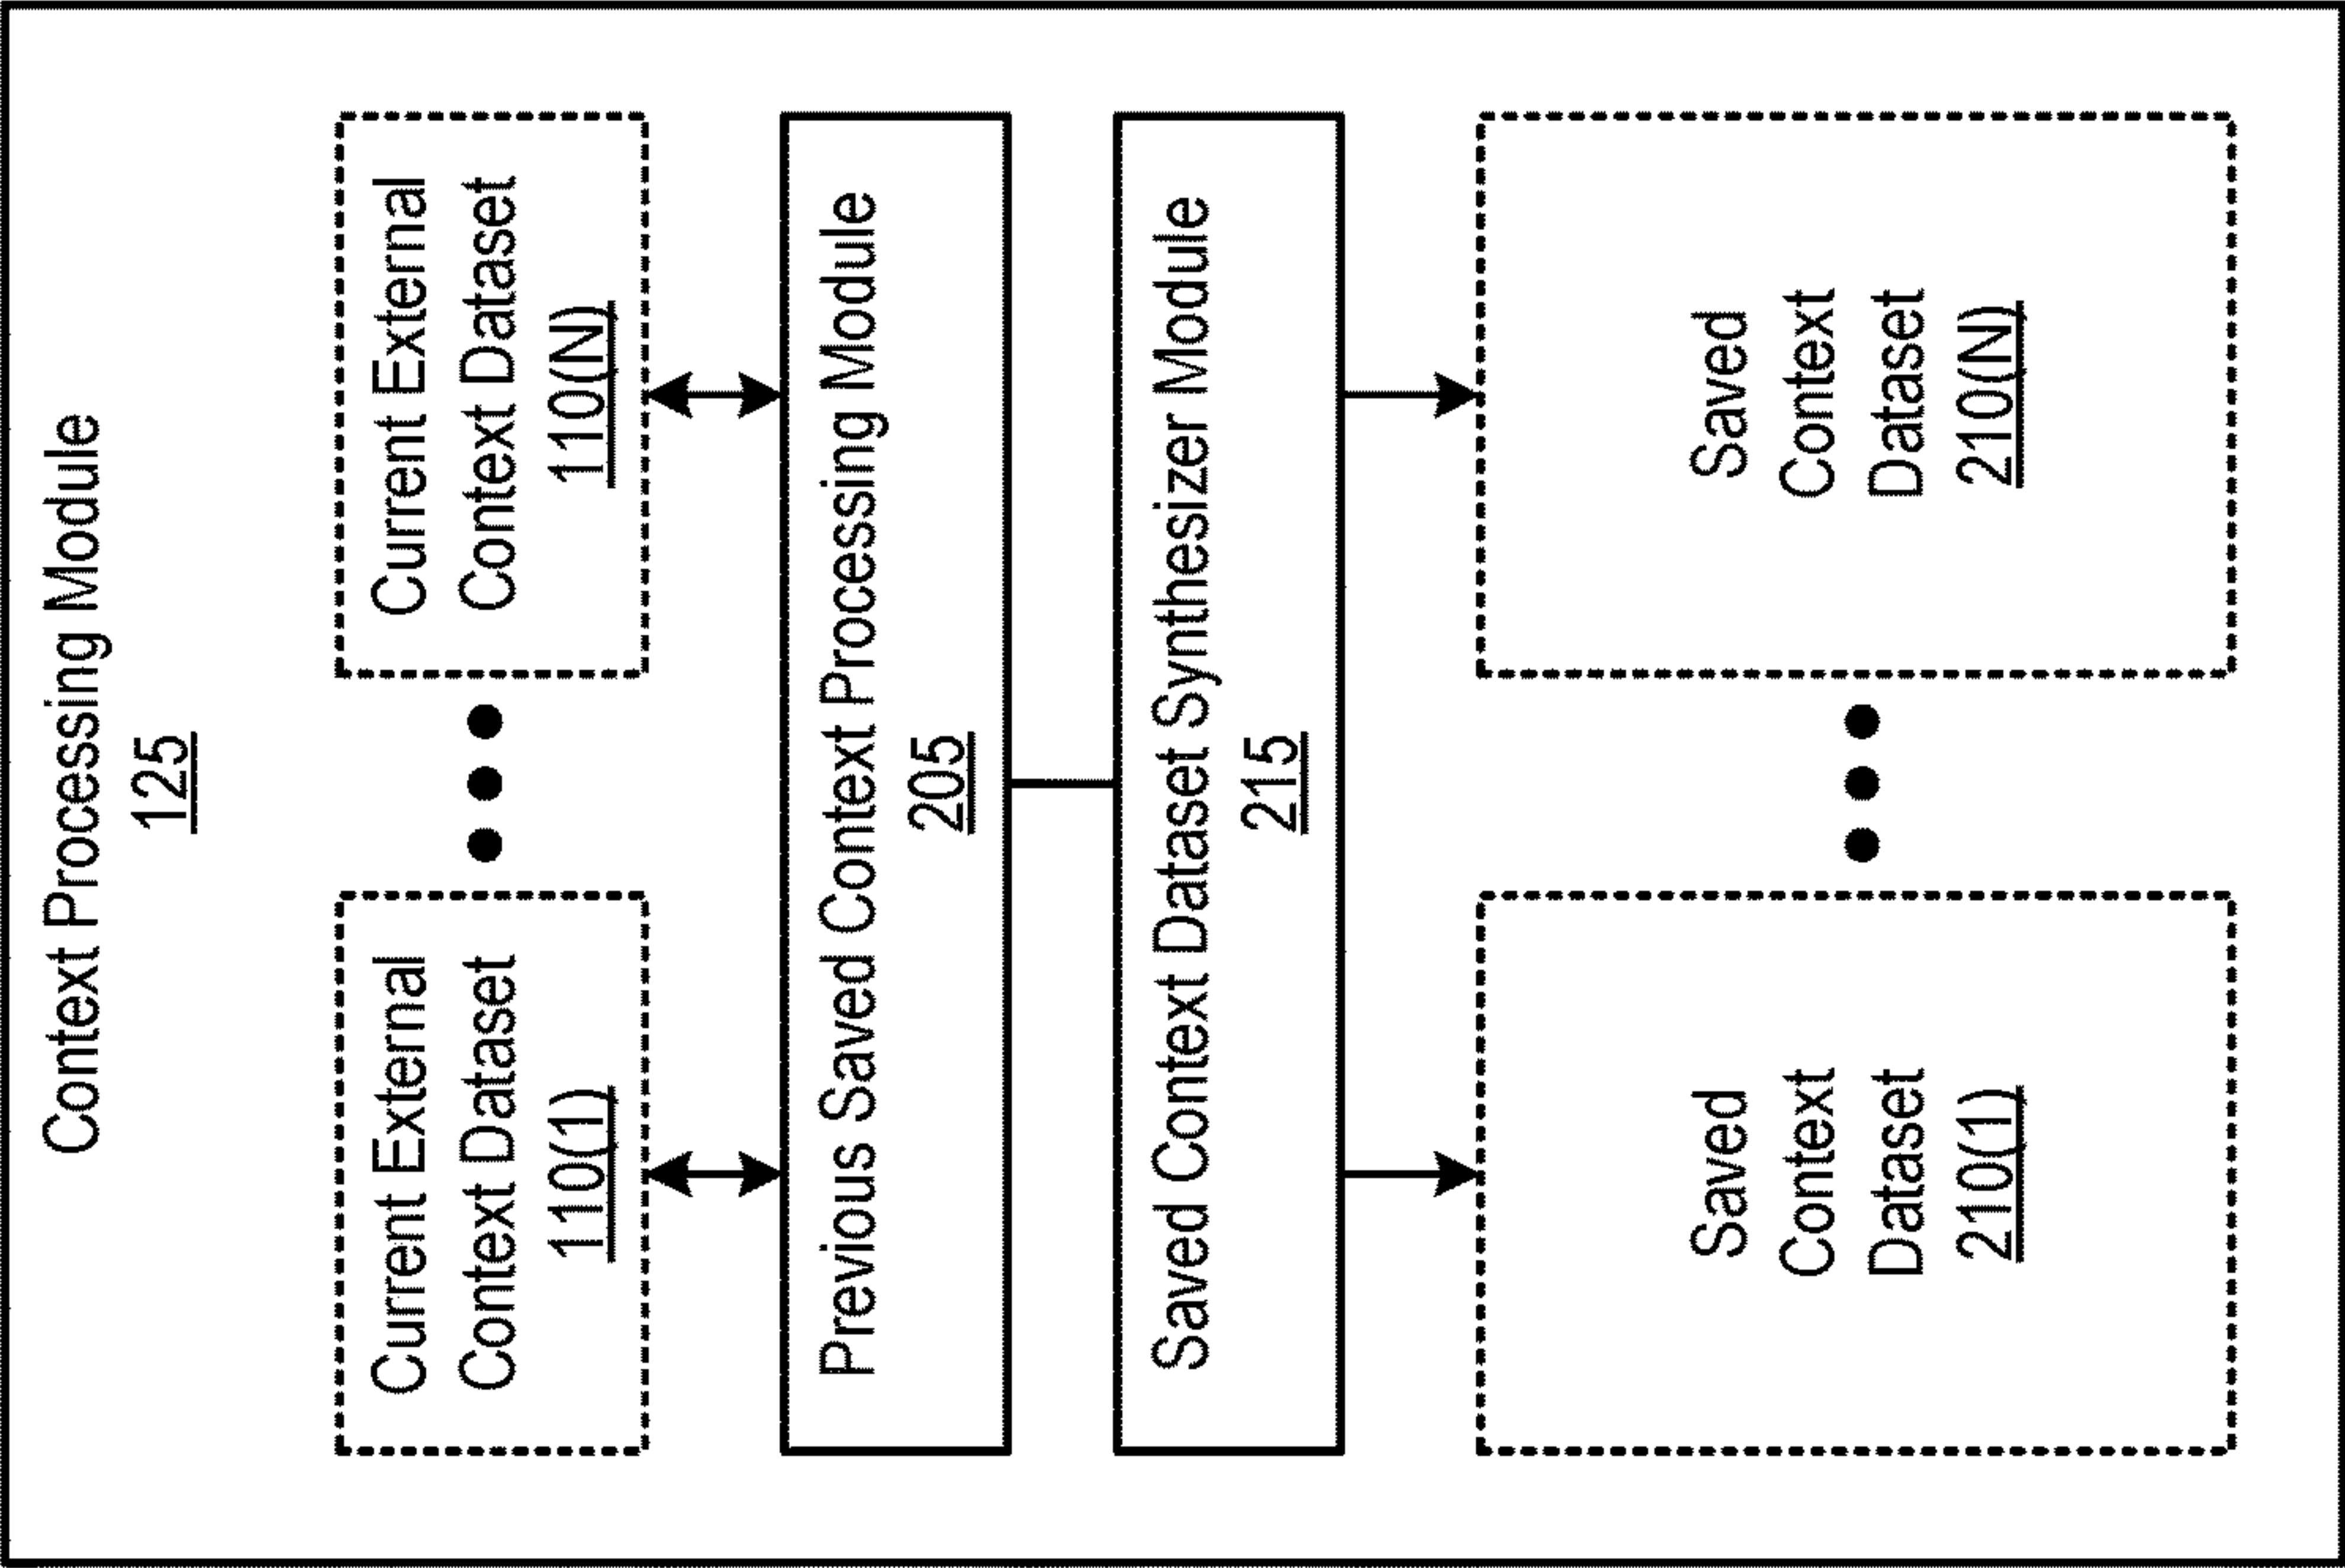 Context Processing Module
125
Current External
Context Dataset
110(1)
Current External
Context Dataset
110(N)
Previous Saved Context Processing Module
205
Saved Context Dataset Synthesizer Module
215
Saved
Context
Dataset
210(1)
Saved
Context
Dataset
210(N)